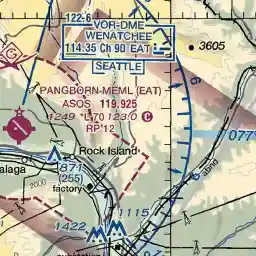 122.6
VOR-DME
WENATCHEE
114.35 Ch 90 EAT
SEATTLE
3605
PANGBORN MEML (EAT)
ASOS 119.925
1249 *L 70 123.0 C
RP 12
077
Rock Island
871
(255)
alaga
2000
factory
1115
1422